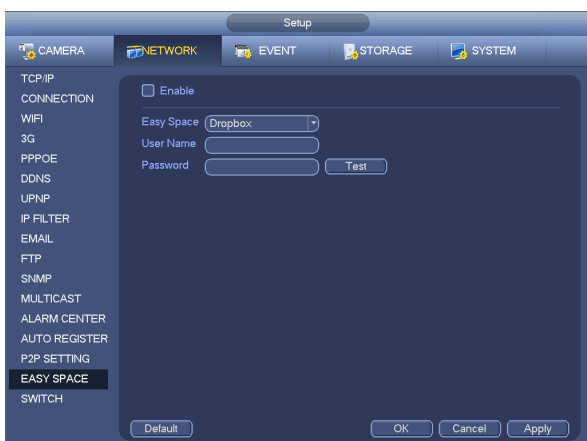 Setup
CAMERA NETWORK EVENT STORAGE SYSTEM
TCP/IP
CONNECTION
WIFI
3G
PPPOE
DDNS
UPNP
IP FILTER
EMAIL
FTP
SNMP
MULTICAST
ALARM CENTER
AUTO REGISTER
P2P SETTING
EASY SPACE
SWITCH
Enable
Easy Space Dropbox
User Name
Password Test
Default OK Cancel Apply